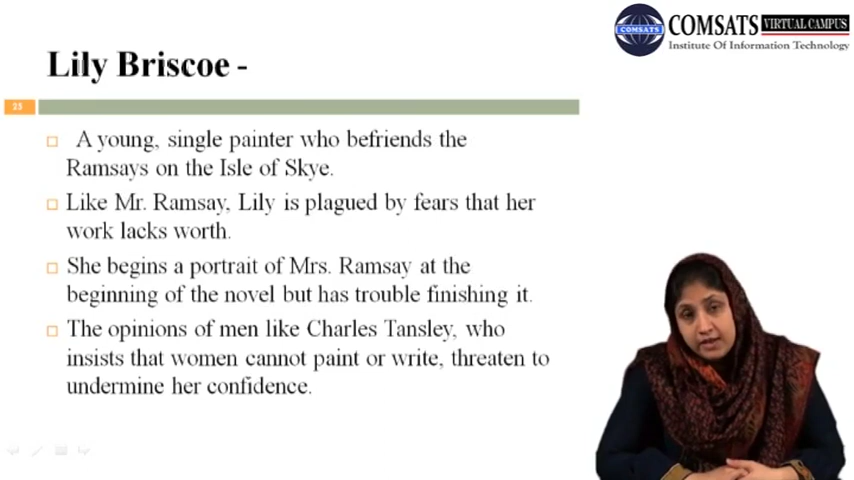 COMSATS VIRTUAL CAMPUS
COMSATS
Institute Of Information Technology
Lily Briscoe -
23
A young, single painter who befriends the
Ramsays on the Isle of Skye.
Like Mr. Ramsay, Lily is plagued by fears that her
work lacks worth.
She begins a portrait of Mrs. Ramsay at the
beginning of the novel but has trouble finishing it.
The opinions of men like Charles Tansley, who
insists that women cannot paint or write, threaten to
undermine her confidence.